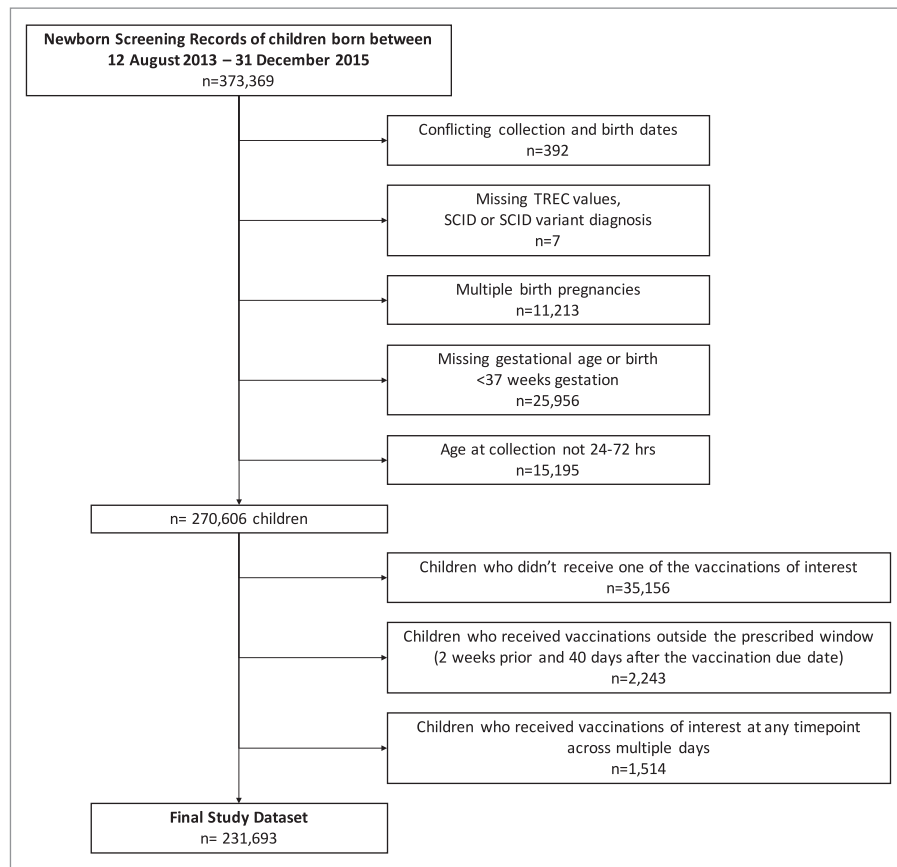 Newborn Screening Records of children born between
12 August 2013 – 31 December 2015
n=373,369
Conflicting collection and birth dates
n=392
Missing TREC values,
SCID or SCID variant diagnosis
n=7
Multiple birth pregnancies
n=11,213
Missing gestational age or birth
<37 weeks gestation
n=25,956
Age at collection not 24-72 hrs
n=15,195
n= 270,606 children
Children who didn’t receive one of the vaccinations of interest
n=35,156
Children who received vaccinations outside the prescribed window
(2 weeks prior and 40 days after the vaccination due date)
n=2,243
Children who received vaccinations of interest at any timepoint
across multiple days
n=1,514
Final Study Dataset
n= 231,693